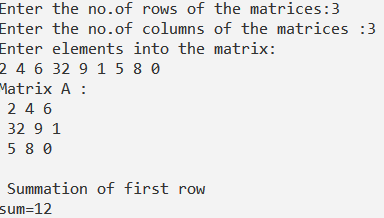 Enter the no.of rows of the matrices:3
Enter the no.of columns of the matrices :3
Enter elements into the matrix:
2 4 6 32 9 1 5 8 0
Matrix A :
2 4 6
32 9 1
5 8 0
Summation of first row
sum=12